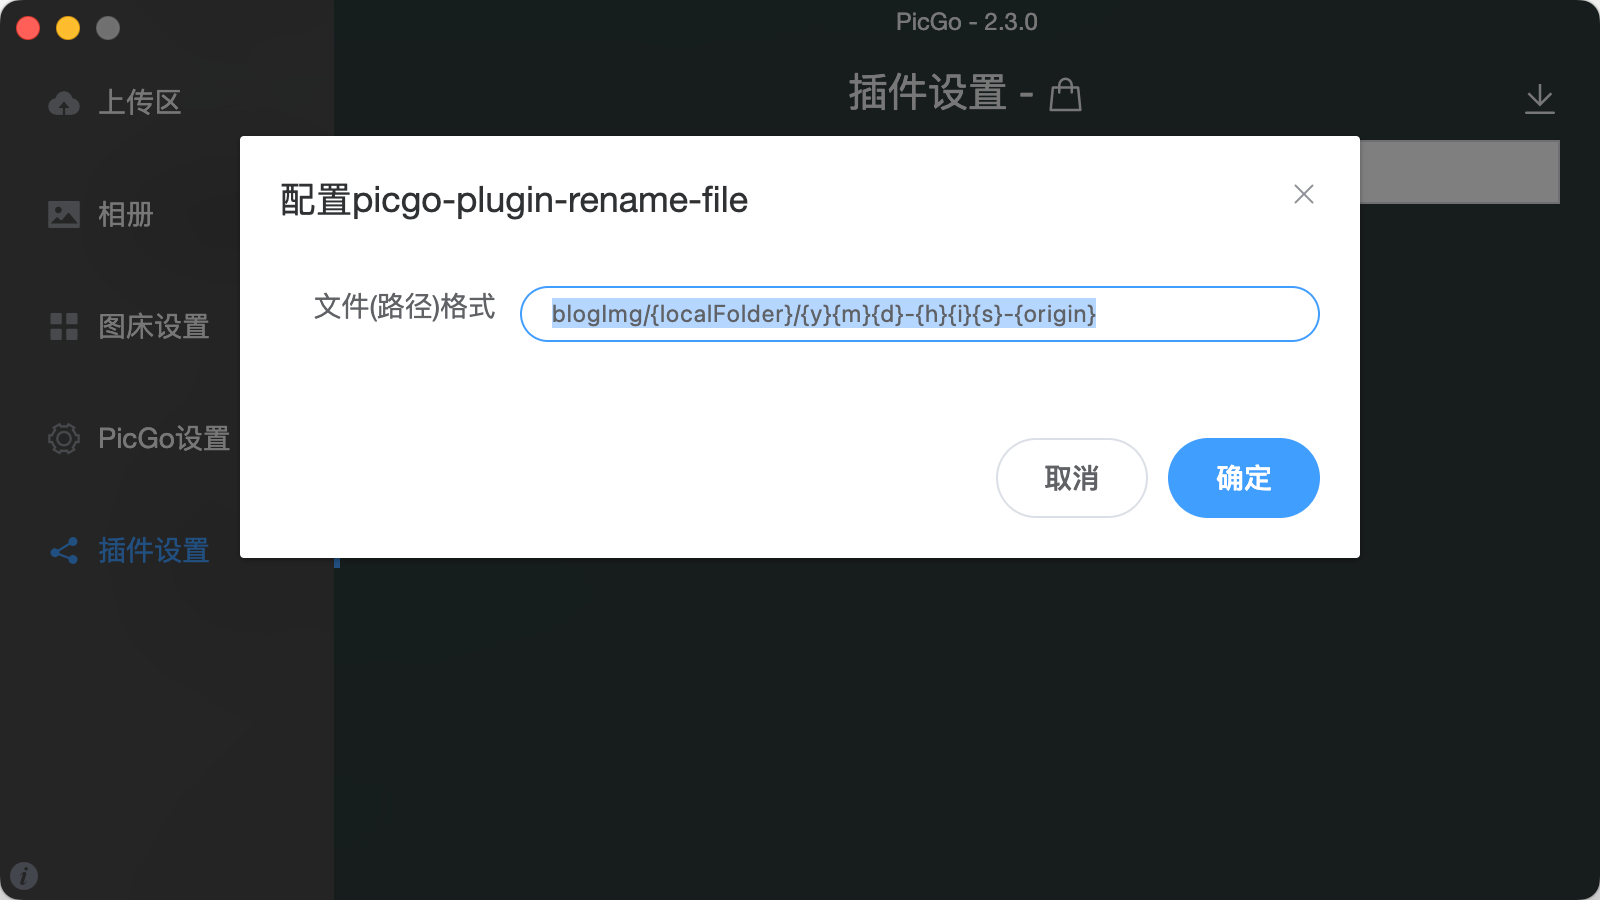 PicGo - 2.3.0
上传区
相册
图床设置
PicGo设置
插件设置
插件设置 -
配置picgo-plugin-rename-file
文件(路径)格式
blogImg/{localFolder}/{y}{m}{d}-{h}{i}{s}-{origin}
取消
确定